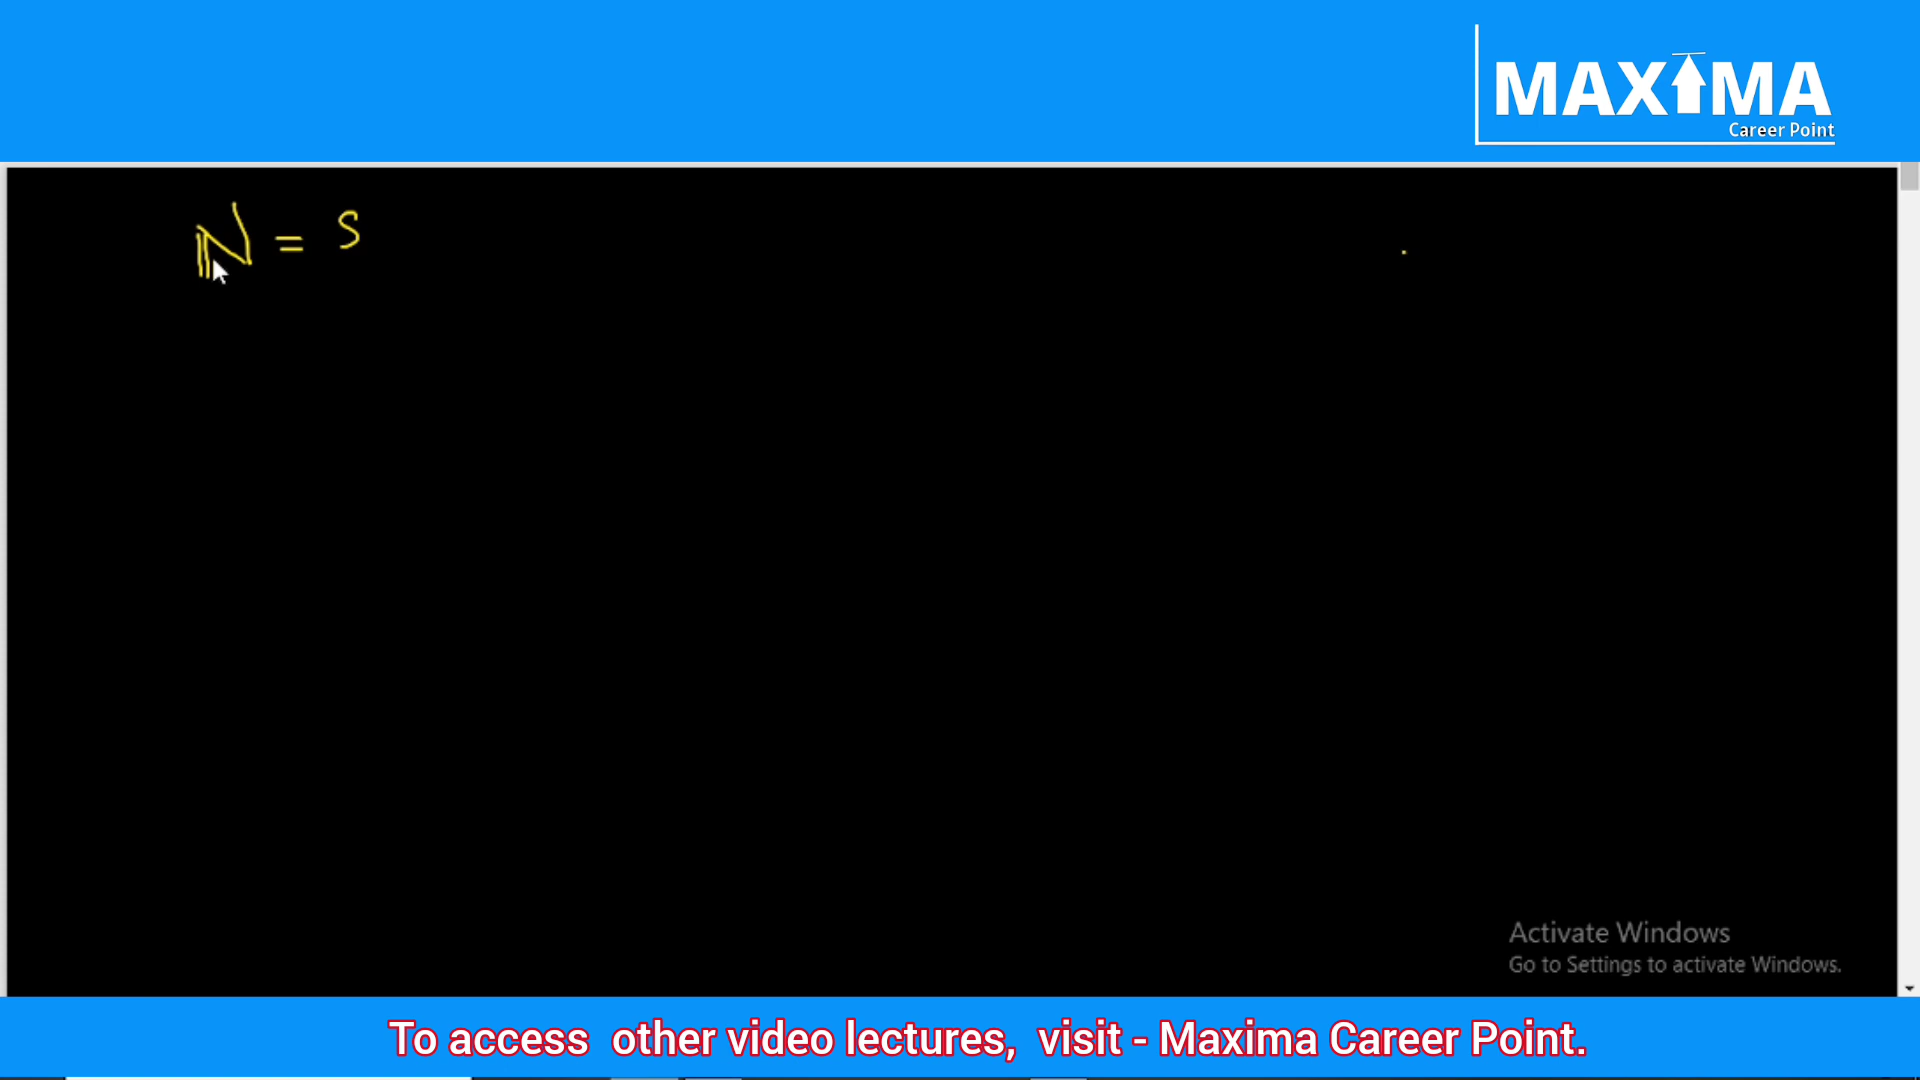 MAXIMA
Career Point
ℕ = S
Activate Windows
Go to Settings to activate Windows.
To access other video lectures, visit - Maxima Career Point.